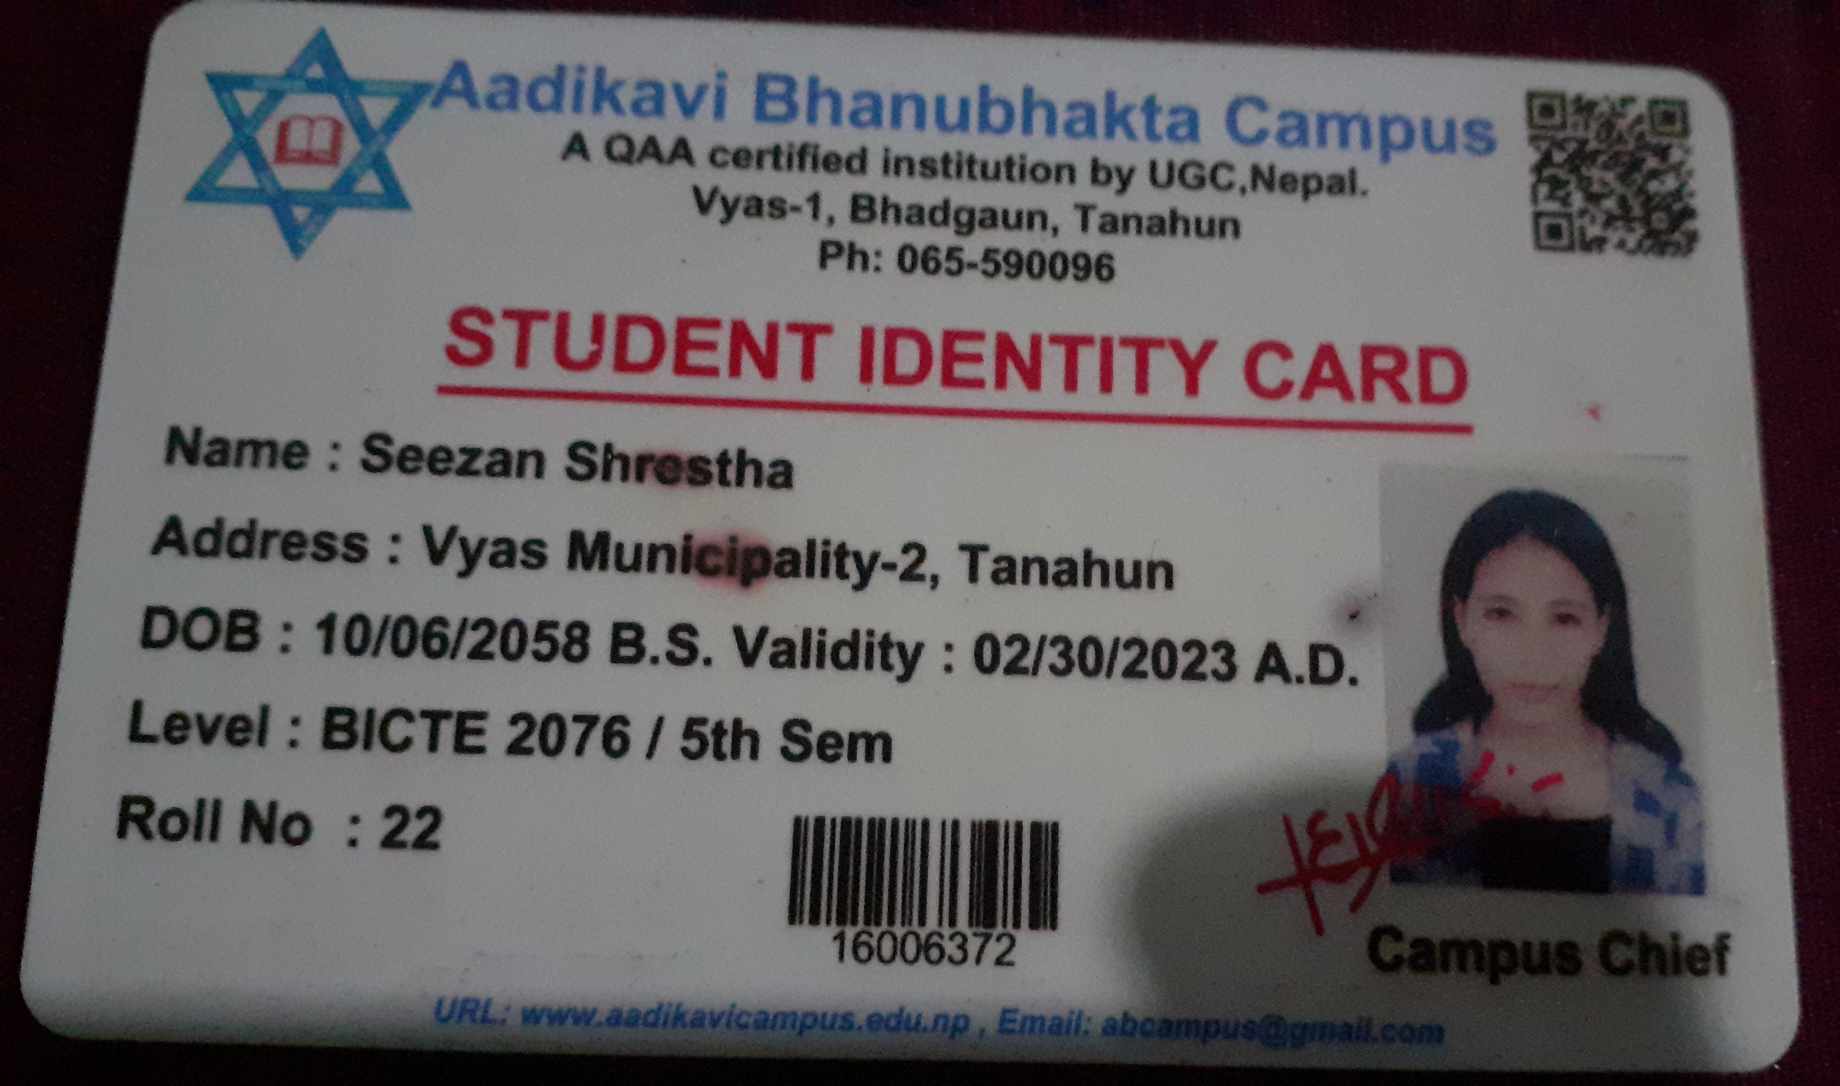 Aadikavi Bhanubhakta Campus
A QAA certified institution by UGC,Nepal.
Vyas-1, Bhadgaun, Tanahun
Ph: 065-590096
STUDENT IDENTITY CARD
Name : Seezan Shrestha
Address : Vyas Municipality-2, Tanahun
DOB : 10/06/2058 B.S. Validity : 02/30/2023 A.D.
Level : BICTE 2076 / 5th Sem
Roll No : 22
16006372
Campus Chief
URL: www.aadikavicampus.edu.np , Email: abcampus@gmail.com